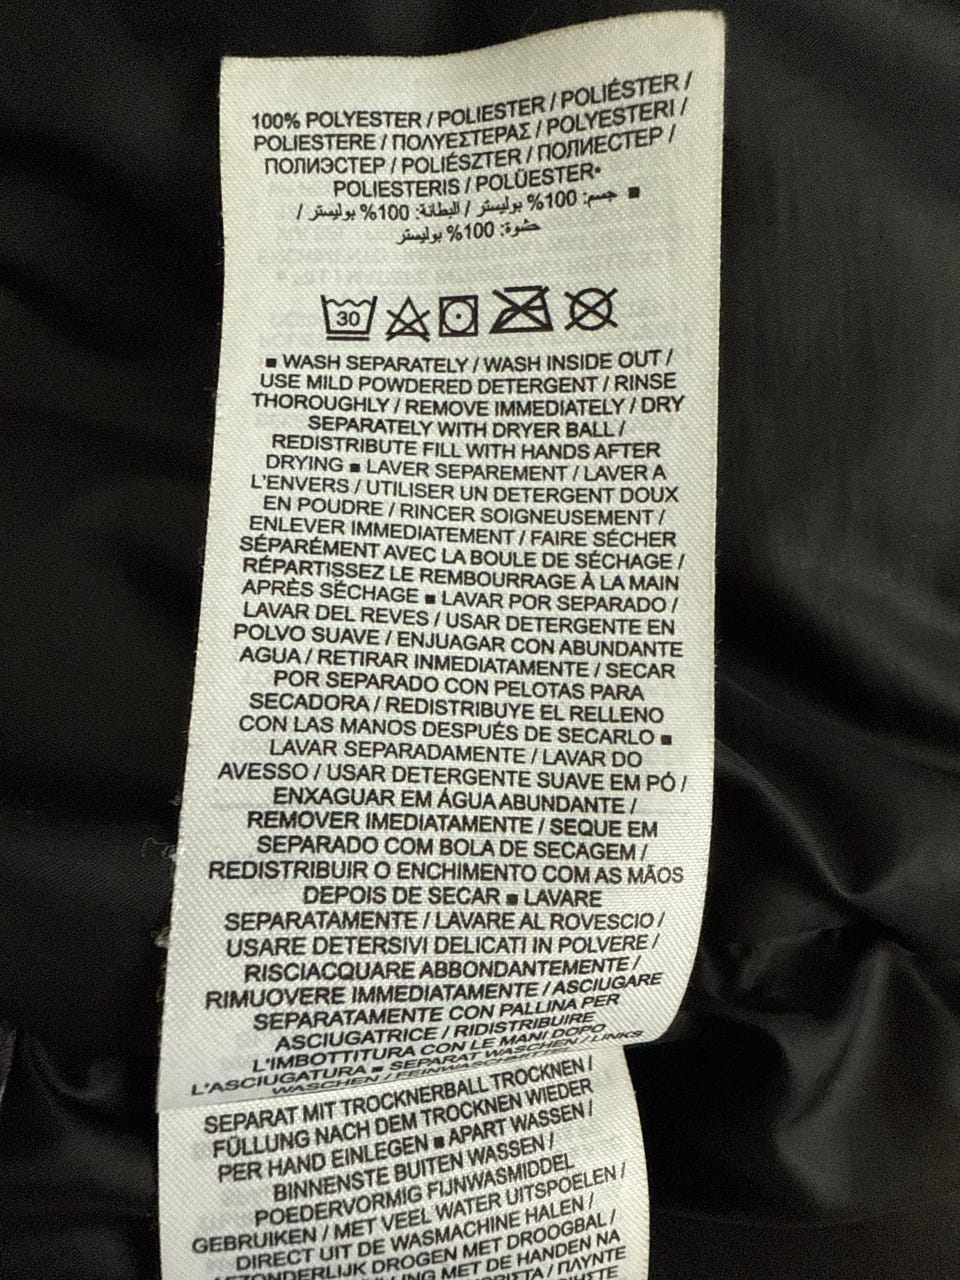 100% POLYESTER / POLIESTER / POLIÉSTER /
POLIESTERE / ΠΟΛΥΕΣΤΕΡΑΣ / POLYESTERI /
ПОЛИЭСТЕР / POLIÉSZTER / ПОЛИЕСТЕР /
POLIESTERIS / POLÜESTER•
■ جسم: 100% بوليستر / البطانة: 100% بوليستر /
حشوة: 100% بوليستر
30
■ WASH SEPARATELY / WASH INSIDE OUT /
USE MILD POWDERED DETERGENT / RINSE
THOROUGHLY / REMOVE IMMEDIATELY / DRY
SEPARATELY WITH DRYER BALL /
REDISTRIBUTE FILL WITH HANDS AFTER
DRYING ■ LAVER SEPAREMENT / LAVER A
L'ENVERS / UTILISER UN DETERGENT DOUX
EN POUDRE / RINCER SOIGNEUSEMENT /
ENLEVER IMMEDIATEMENT / FAIRE SÉCHER
SÉPARÉMENT AVEC LA BOULE DE SÉCHAGE /
RÉPARTISSEZ LE REMBOURRAGE À LA MAIN
APRÈS SÉCHAGE ■ LAVAR POR SEPARADO /
LAVAR DEL REVES / USAR DETERGENTE EN
POLVO SUAVE / ENJUAGAR CON ABUNDANTE
AGUA / RETIRAR INMEDIATAMENTE / SECAR
POR SEPARADO CON PELOTAS PARA
SECADORA / REDISTRIBUYE EL RELLENO
CON LAS MANOS DESPUÉS DE SECARLO ■
LAVAR SEPARADAMENTE / LAVAR DO
AVESSO / USAR DETERGENTE SUAVE EM PÓ /
ENXAGUAR EM ÁGUA ABUNDANTE /
REMOVER IMEDIATAMENTE / SEQUE EM
SEPARADO COM BOLA DE SECAGEM /
REDISTRIBUIR O ENCHIMENTO COM AS MÃOS
DEPOIS DE SECAR ■ LAVARE
SEPARATAMENTE / LAVARE AL ROVESCIO /
USARE DETERSIVI DELICATI IN POLVERE /
RISCIACQUARE ABBONDANTEMENTE /
RIMUOVERE IMMEDIATAMENTE / ASCIUGARE
SEPARATAMENTE CON PALLINA PER
ASCIUGATRICE / RIDISTRIBUIRE
L'IMBOTTITURA CON LE MANI DOPO
L'ASCIUGATURA ■ SEPARAT WASCHEN / LINKS
WASCHEN /
SEPARAT MIT TROCKNERBALL TROCKNEN /
FÜLLUNG NACH DEM TROCKNEN WIEDER
PER HAND EINLEGEN ■ APART WASSEN /
BINNENSTE BUITEN WASSEN /
POEDERVORMIG FIJNWASMIDDEL
GEBRUIKEN / MET VEEL WATER UITSPOELEN /
DIRECT UIT DE WASMACHINE HALEN /
AFZONDERLIJK DROGEN MET DROOGBAL /
MET DE HANDEN NA
/ ΠΛΥΝΤΕ